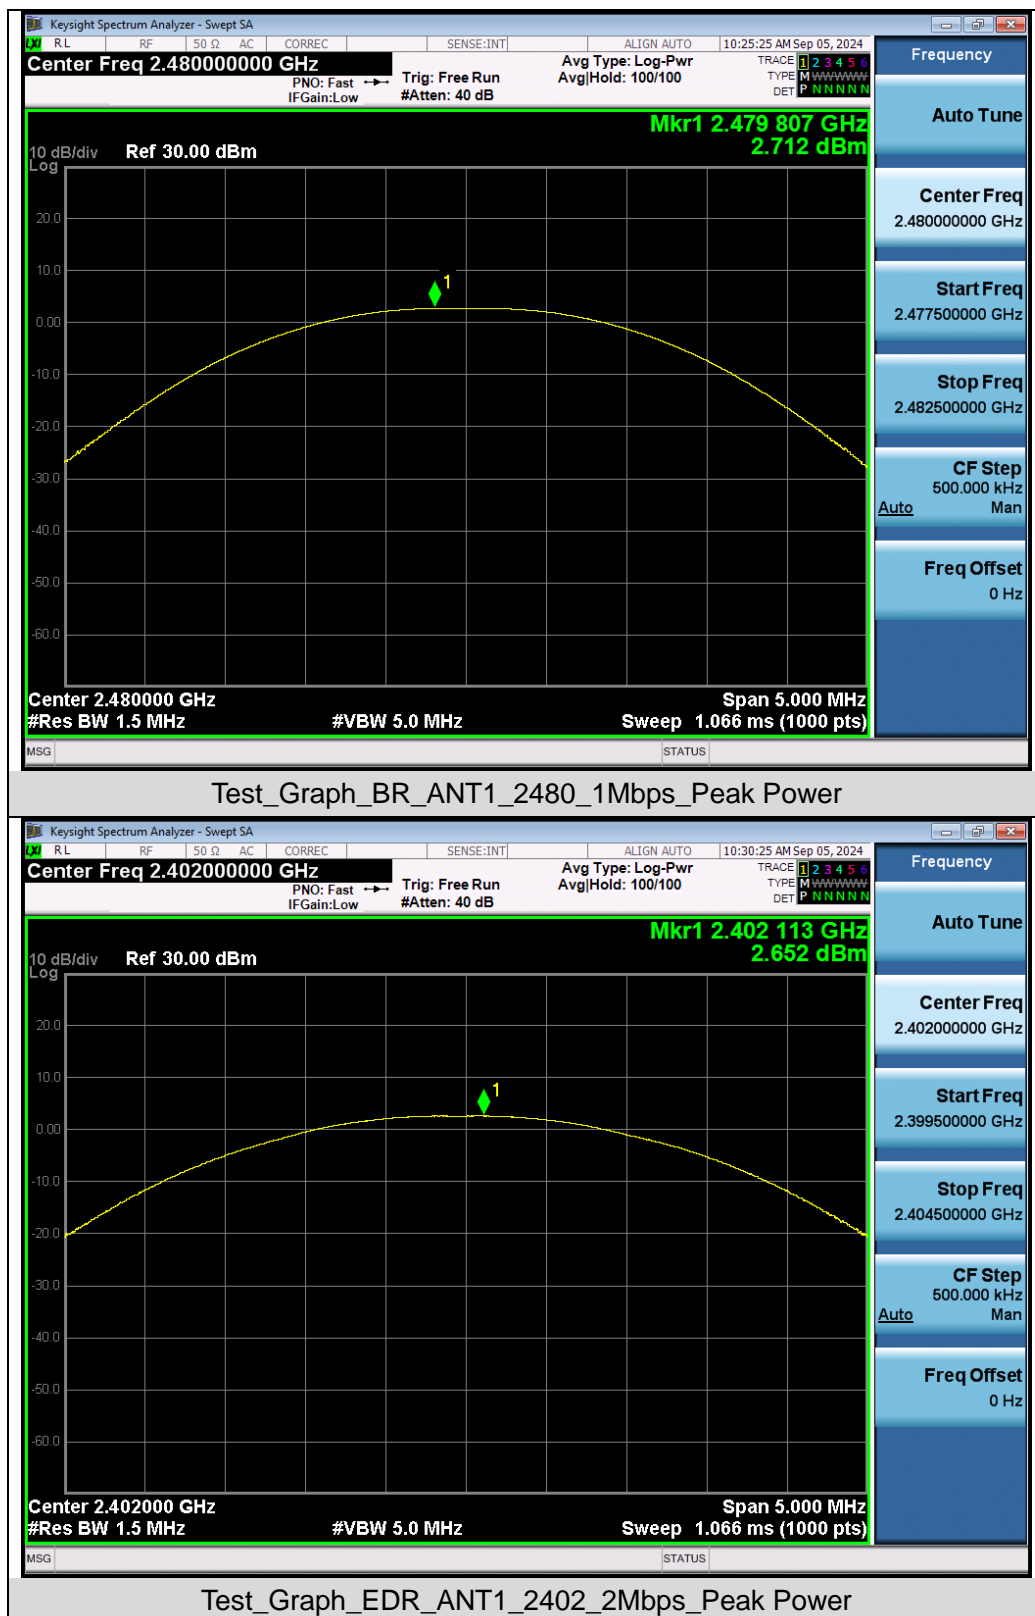 Keysight Spectrum Analyzer - Swept SA
LXI RL RF 50 Ω AC CORREC SENSE:INT ALIGN AUTO 10:25:25 AM Sep 05, 2024
Center Freq 2.480000000 GHz
PNO: Fast
IFGain:Low
Trig: Free Run
#Atten: 40 dB
Avg Type: Log-Pwr
Avg|Hold: 100/100
TRACE 1 2 3 4 5 6
TYPE M WWWWW
DET P N N N N N
Frequency
Mkr1 2.479 807 GHz
2.712 dBm
10 dB/div Ref 30.00 dBm
Log
20.0
10.0
0.00
-10.0
-20.0
-30.0
-40.0
-50.0
-60.0
1
Center 2.480000 GHz
Span 5.000 MHz
#Res BW 1.5 MHz
#VBW 5.0 MHz
Sweep 1.066 ms (1000 pts)
Auto Tune
Center Freq
2.480000000 GHz
Start Freq
2.477500000 GHz
Stop Freq
2.482500000 GHz
CF Step
500.000 kHz
Auto Man
Freq Offset
0 Hz
MSG STATUS
Test_Graph_BR_ANT1_2480_1Mbps_Peak Power
Keysight Spectrum Analyzer - Swept SA
LXI RL RF 50 Ω AC CORREC SENSE:INT ALIGN AUTO 10:30:25 AM Sep 05, 2024
Center Freq 2.402000000 GHz
PNO: Fast
IFGain:Low
Trig: Free Run
#Atten: 40 dB
Avg Type: Log-Pwr
Avg|Hold: 100/100
TRACE 1 2 3 4 5 6
TYPE M WWWWW
DET P N N N N N
Frequency
Mkr1 2.402 113 GHz
2.652 dBm
10 dB/div Ref 30.00 dBm
Log
20.0
10.0
0.00
-10.0
-20.0
-30.0
-40.0
-50.0
-60.0
1
Center 2.402000 GHz
Span 5.000 MHz
#Res BW 1.5 MHz
#VBW 5.0 MHz
Sweep 1.066 ms (1000 pts)
Auto Tune
Center Freq
2.402000000 GHz
Start Freq
2.399500000 GHz
Stop Freq
2.404500000 GHz
CF Step
500.000 kHz
Auto Man
Freq Offset
0 Hz
MSG STATUS
Test_Graph_EDR_ANT1_2402_2Mbps_Peak Power